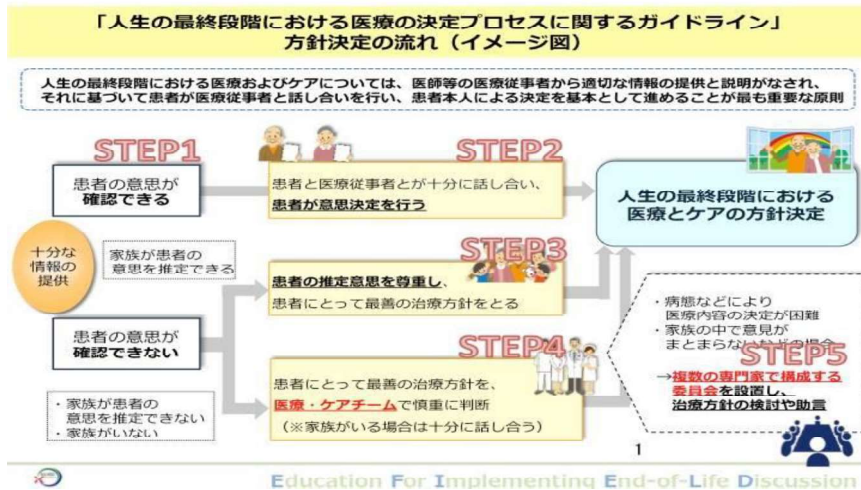 「人生の最終段階における医療の決定プロセスに関するガイドライン」
方針決定の流れ（イメージ図）
人生の最終段階における医療およびケアについては、医師等の医療従事者から適切な情報の提供と説明がなされ、
それに基づいて患者が医療従事者と話し合いを行い、患者本人による決定を基本として進めることが最も重要な原則
STEP1
患者の意思が
確認できる
STEP2
患者と医療従事者とが十分に話し合い、
患者が意思決定を行う
人生の最終段階における
医療とケアの方針決定
十分な
情報の
提供
家族が患者の
意思を推定できる
STEP3
患者の推定意思を尊重し、
患者にとって最善の治療方針をとる
患者の意思が
確認できない
・家族が患者の
意思を推定できない
・家族がいない
STEP4
患者にとって最善の治療方針を、
医療・ケアチームで慎重に判断
（※家族がいる場合は十分に話し合う）
・病態などにより
医療内容の決定が困難
・家族の中で意見が
まとまらないなどの場合
STEP5
→複数の専門家で構成する
委員会を設置し、
治療方針の検討や助言
1
Education For Implementing End-of-Life Discussion